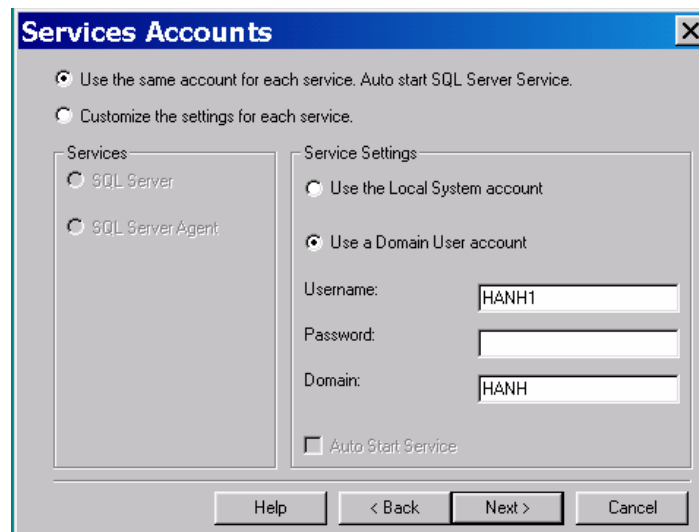 Services Accounts
Use the same account for each service. Auto start SQL Server Service.
Customize the settings for each service.
Services
SQL Server
SQL Server Agent
Service Settings
Use the Local System account
Use a Domain User account
Username:
HANH1
Password:
Domain:
HANH
Auto Start Service
Help
< Back
Next >
Cancel